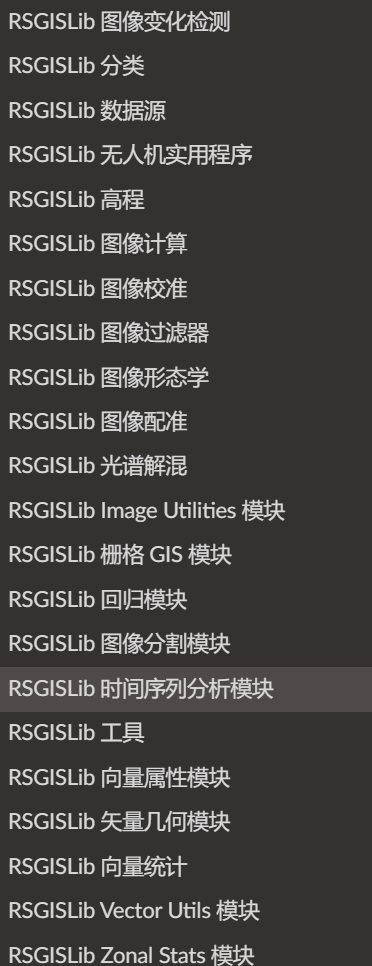 RSGISLib 图像变化检测
RSGISLib 分类
RSGISLib 数据源
RSGISLib 无人机实用程序
RSGISLib 高程
RSGISLib 图像计算
RSGISLib 图像校准
RSGISLib 图像过滤器
RSGISLib 图像形态学
RSGISLib 图像配准
RSGISLib 光谱解混
RSGISLib Image Utilities 模块
RSGISLib 栅格 GIS 模块
RSGISLib 回归模块
RSGISLib 图像分割模块
RSGISLib 时间序列分析模块
RSGISLib 工具
RSGISLib 向量属性模块
RSGISLib 矢量几何模块
RSGISLib 向量统计
RSGISLib Vector Utils 模块
RSGISLib Zonal Stats 模块